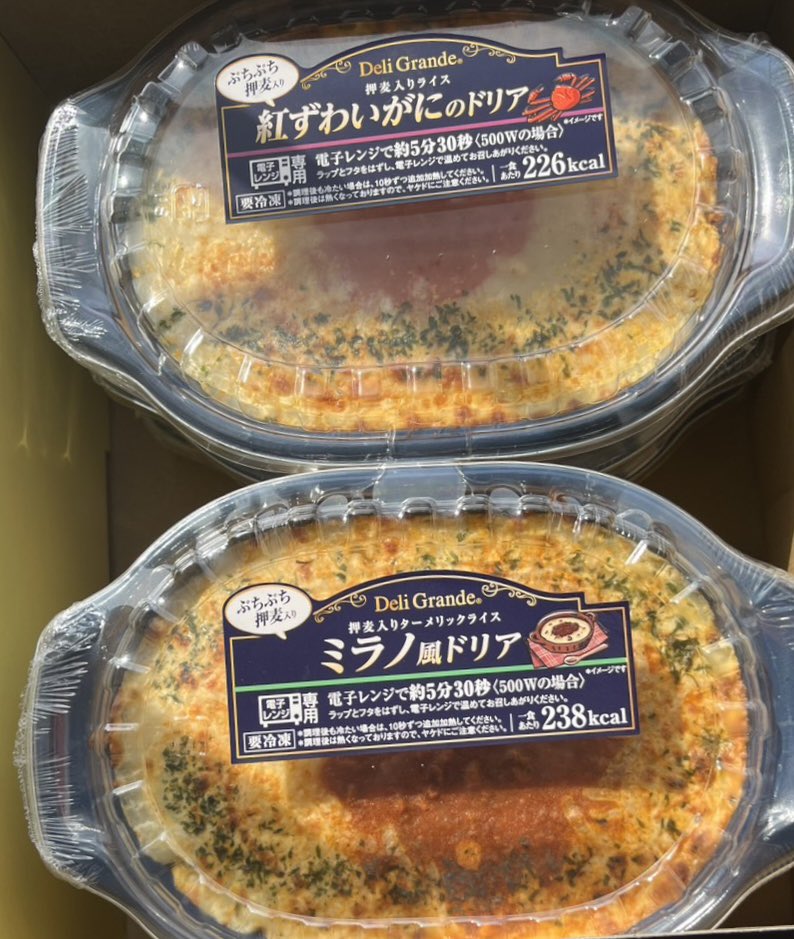 ぷちぷち
押麦入り
Deli Grande®
押麦入りライス
紅ずわいがにのドリア
*イメージです
電子レンジ専用
電子レンジで約5分30秒〈500Wの場合〉
ラップとフタをはずし、電子レンジで温めてお召しあがりください。
一食あたり226kcal
要冷凍
*調理後も冷たい場合は、10秒ずつ追加加熱してください。
*調理後は熱くなっておりますので、ヤケドにご注意ください。
ぷちぷち
押麦入り
Deli Grande®
押麦入りターメリックライス
ミラノ風ドリア
*イメージです
電子レンジ専用
電子レンジで約5分30秒〈500Wの場合〉
ラップとフタをはずし、電子レンジで温めてお召しあがりください。
一食あたり238kcal
要冷凍
*調理後も冷たい場合は、10秒ずつ追加加熱してください。
*調理後は熱くなっておりますので、ヤケドにご注意ください。